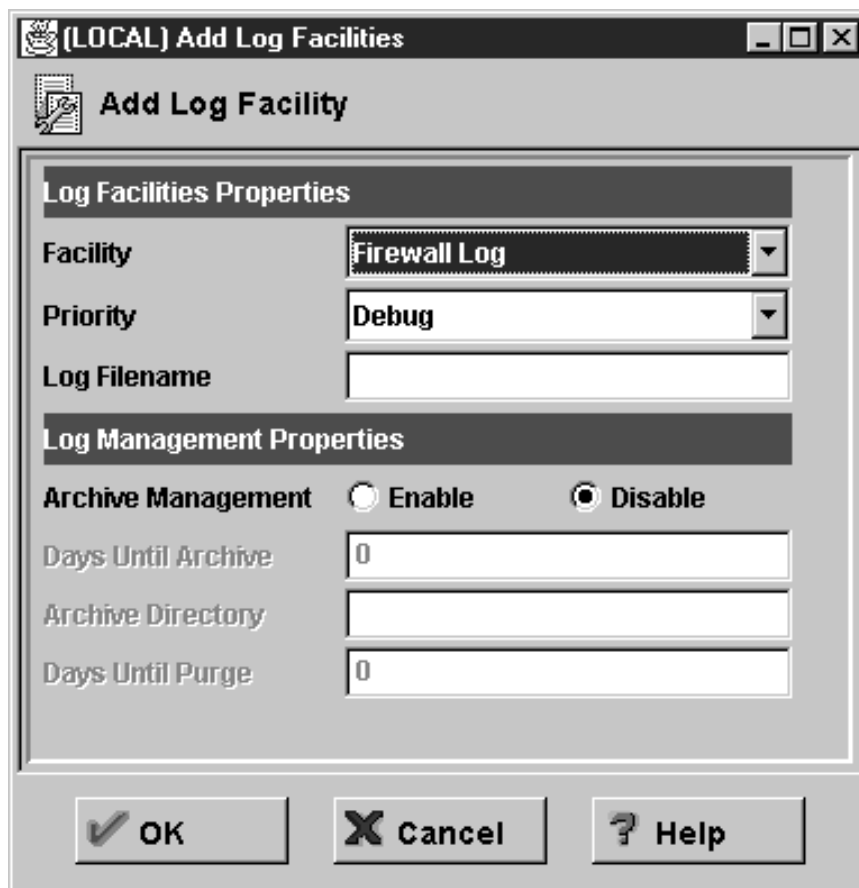 (LOCAL) Add Log Facilities
Add Log Facility
Log Facilities Properties
Facility Firewall Log
Priority Debug
Log Filename
Log Management Properties
Archive Management Enable Disable
Days Until Archive 0
Archive Directory
Days Until Purge 0
OK Cancel Help